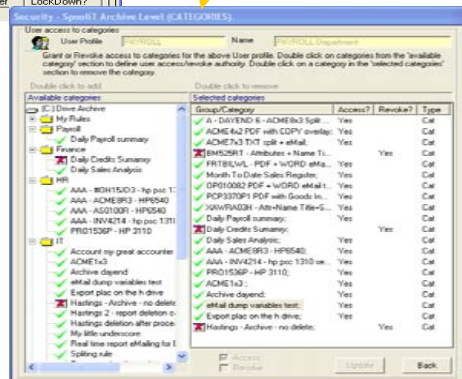 LockDown?
Security - SpoolIT Archive Level (CATEGORIES).
User access to categories
User Profile PAYROLL Name PAYROLL Department
Grant or Revoke access to categories for the above User profile. Double click on categories from the 'available
category' section to define user access/revoke authority. Double click on a category in the 'selected categories'
section to remove the category.
Double click to add
Double click to remove
Available categories
[C:] Drive Archive
My Rules
Payroll
Daily Payroll summary
Finance
Daily Credits Sumamry
Daily Sales Analysis
HR
AAA - #GH15/D3 - hp psc 1
AAA - ACME8R3 - HP6540
AAA - AS0100R - HP6540
AAA - INV4214 - hp psc 1310
PRO1536P - HP 3110
IT
Account my great accounter
ACME1x3
Archive dayend
eMail dump variables test
Export plac on the h drive
Hastings - Archive - no delete
Hastings 2 - report deletion
Hastings deletion after proce
My little underscore
Real time report eMailing for
Spliting rule
Selected categories
Group/Category Access? Revoke? Type
A - DAYEND 6 - ACME8x3 Split ... Yes Cat
ACME4x2 PDF with COPY overlay; Yes Cat
ACME7x3 TXT split + eMail; Yes Cat
BM525RT - Attributes + Name Ti... Yes Cat
FRTBILWL - PDF + WORD eMa... Yes Cat
Month To Date Sales Register; Yes Cat
OP010082 PDF + WORD eMail t... Yes Cat
PCP3370P1 PDF with Goods In... Yes Cat
XAW/RA03H - Attr+Name Title+S... Yes Cat
Daily Payroll summary; Yes Cat
Daily Credits Sumamry; Yes Cat
Daily Sales Analysis; Yes Cat
AAA - ACME8R3 - HP6540; Yes Cat
AAA - INV4214 - hp psc 1310 se... Yes Cat
PRO1536P - HP 3110; Yes Cat
ACME1x3 ; Yes Cat
Archive dayend; Yes Cat
eMail dump variables test; Yes Cat
Export plac on the h drive; Yes Cat
Hastings - Archive - no delete; Yes Cat
Access
Revoke
Update
Back